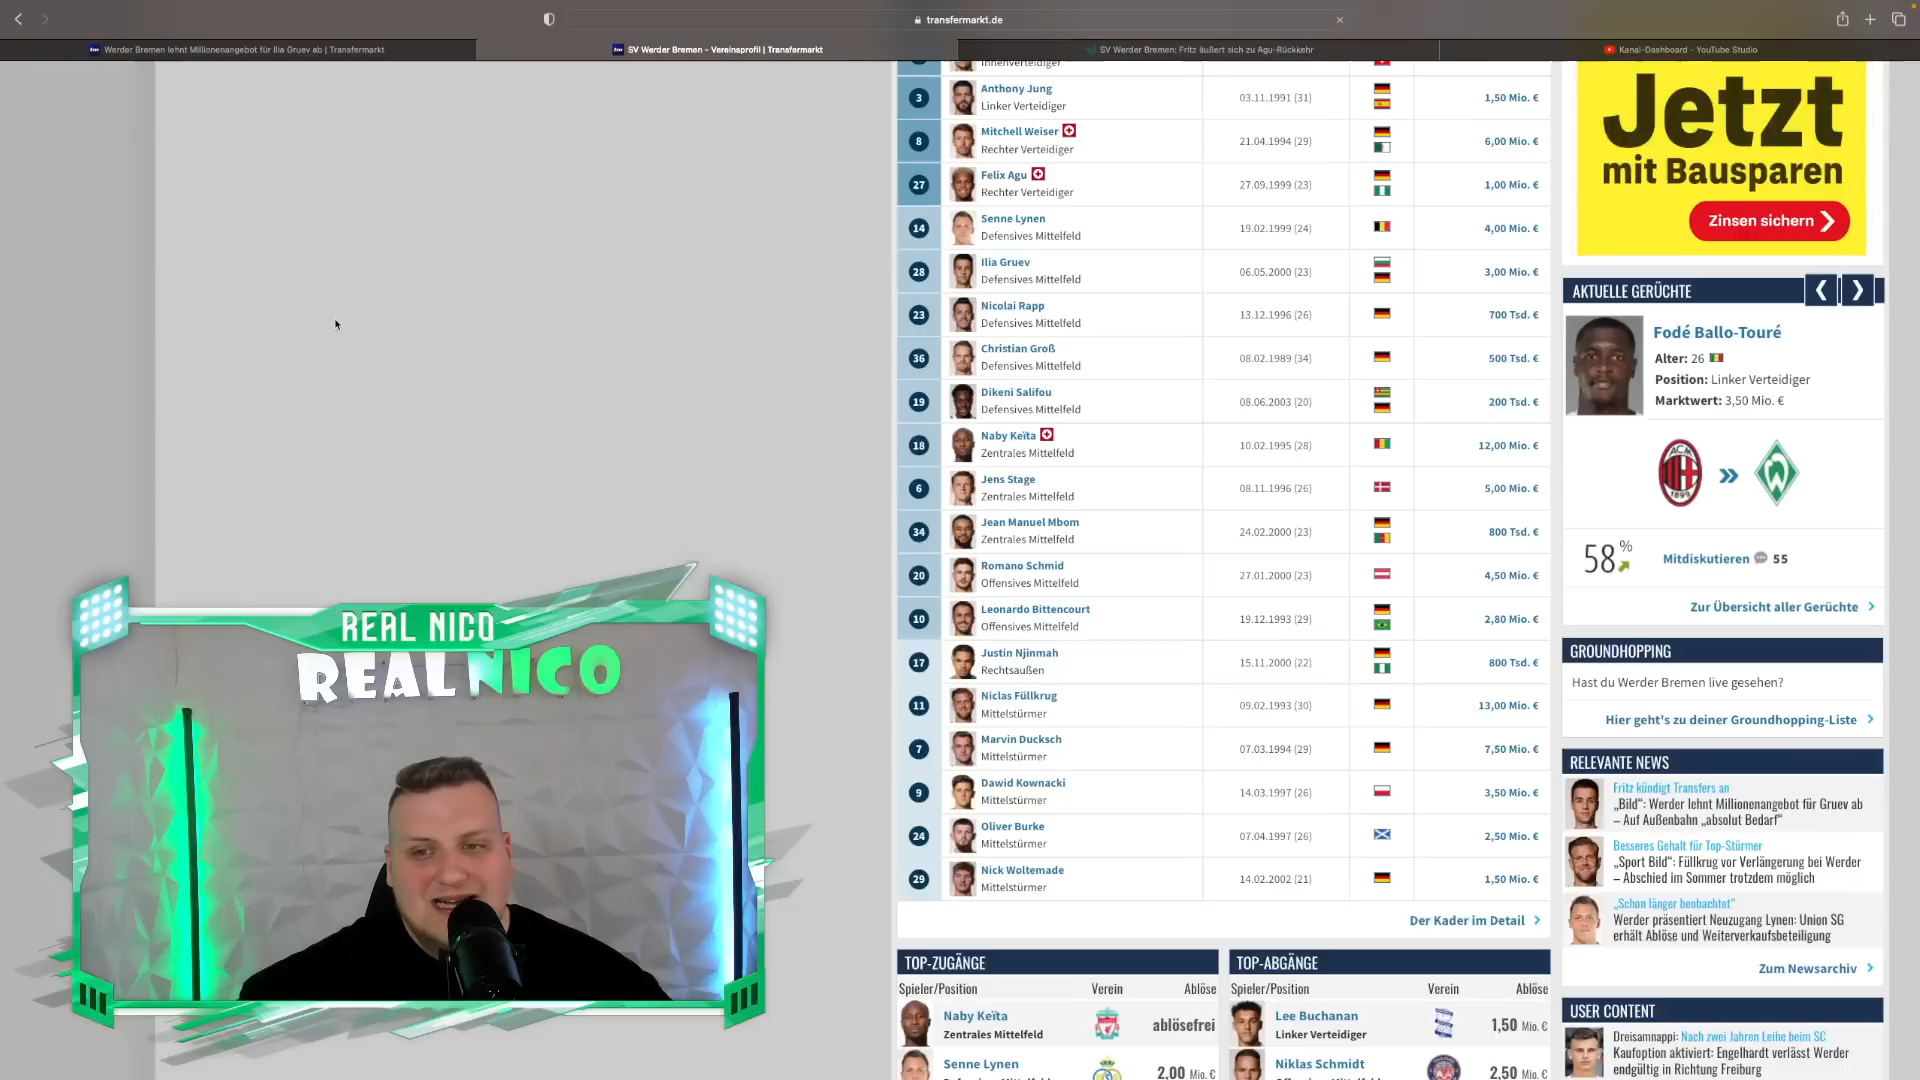 transfermarkt.de
Werder Bremen lehnt Millionenangebot für Ilia Gruev ab | Transfermarkt
SV Werder Bremen - Vereinsprofil | Transfermarkt
SV Werder Bremen: Fritz äußert sich zu Agu-Rückkehr
Kanal-Dashboard - YouTube Studio
Innenverteidiger
3 Anthony Jung 03.11.1991 (31) 1,50 Mio. €
Linker Verteidiger
8 Mitchell Weiser 21.04.1994 (29) 6,00 Mio. €
Rechter Verteidiger
27 Felix Agu 27.09.1999 (23) 1,00 Mio. €
Rechter Verteidiger
14 Senne Lynen 19.02.1999 (24) 4,00 Mio. €
Defensives Mittelfeld
28 Ilia Gruev 06.05.2000 (23) 3,00 Mio. €
Defensives Mittelfeld
23 Nicolai Rapp 13.12.1996 (26) 700 Tsd. €
Defensives Mittelfeld
36 Christian Groß 08.02.1989 (34) 500 Tsd. €
Defensives Mittelfeld
19 Dikeni Salifou 08.06.2003 (20) 200 Tsd. €
Defensives Mittelfeld
18 Naby Keïta 10.02.1995 (28) 12,00 Mio. €
Zentrales Mittelfeld
6 Jens Stage 08.11.1996 (26) 5,00 Mio. €
Zentrales Mittelfeld
34 Jean Manuel Mbom 24.02.2000 (23) 800 Tsd. €
Zentrales Mittelfeld
20 Romano Schmid 27.01.2000 (23) 4,50 Mio. €
Offensives Mittelfeld
10 Leonardo Bittencourt 19.12.1993 (29) 2,80 Mio. €
Offensives Mittelfeld
17 Justin Njinmah 15.11.2000 (22) 800 Tsd. €
Rechtsaußen
11 Niclas Füllkrug 09.02.1993 (30) 13,00 Mio. €
Mittelstürmer
7 Marvin Ducksch 07.03.1994 (29) 7,50 Mio. €
Mittelstürmer
9 Dawid Kownacki 14.03.1997 (26) 3,50 Mio. €
Mittelstürmer
24 Oliver Burke 07.04.1997 (26) 2,50 Mio. €
Mittelstürmer
29 Nick Woltemade 14.02.2002 (21) 1,50 Mio. €
Mittelstürmer
Der Kader im Detail
TOP-ZUGÄNGE
Spieler/Position Verein Ablöse
Naby Keïta
Zentrales Mittelfeld
ablösefrei
Senne Lynen
2,00 Mio. €
TOP-ABGÄNGE
Spieler/Position Verein Ablöse
Lee Buchanan
Linker Verteidiger
1,50 Mio. €
Niklas Schmidt
2,50 Mio. €
Jetzt
mit Bausparen
Zinsen sichern
AKTUELLE GERÜCHTE
Fodé Ballo-Touré
Alter: 26
Position: Linker Verteidiger
Marktwert: 3,50 Mio. €
ACM
1899
W
58 %
Mitdiskutieren 55
Zur Übersicht aller Gerüchte
GROUNDHOPPING
Hast du Werder Bremen live gesehen?
Hier geht's zu deiner Groundhopping-Liste
RELEVANTE NEWS
Fritz kündigt Transfers an
„Bild“: Werder lehnt Millionenangebot für Gruev ab
– Auf Außenbahn „absolut Bedarf“
Besseres Gehalt für Top-Stürmer
„Sport Bild“: Füllkrug vor Verlängerung bei Werder
– Abschied im Sommer trotzdem möglich
„Schon länger beobachtet“
Werder präsentiert Neuzugang Lynen: Union SG
erhält Ablöse und Weiterverkaufsbeteiligung
Zum Newsarchiv
USER CONTENT
Dreisamnappi: Nach zwei Jahren Leihe beim SC
Kaufoption aktiviert: Engelhardt verlässt Werder
endgültig in Richtung Freiburg
REAL NICO
REALNICO